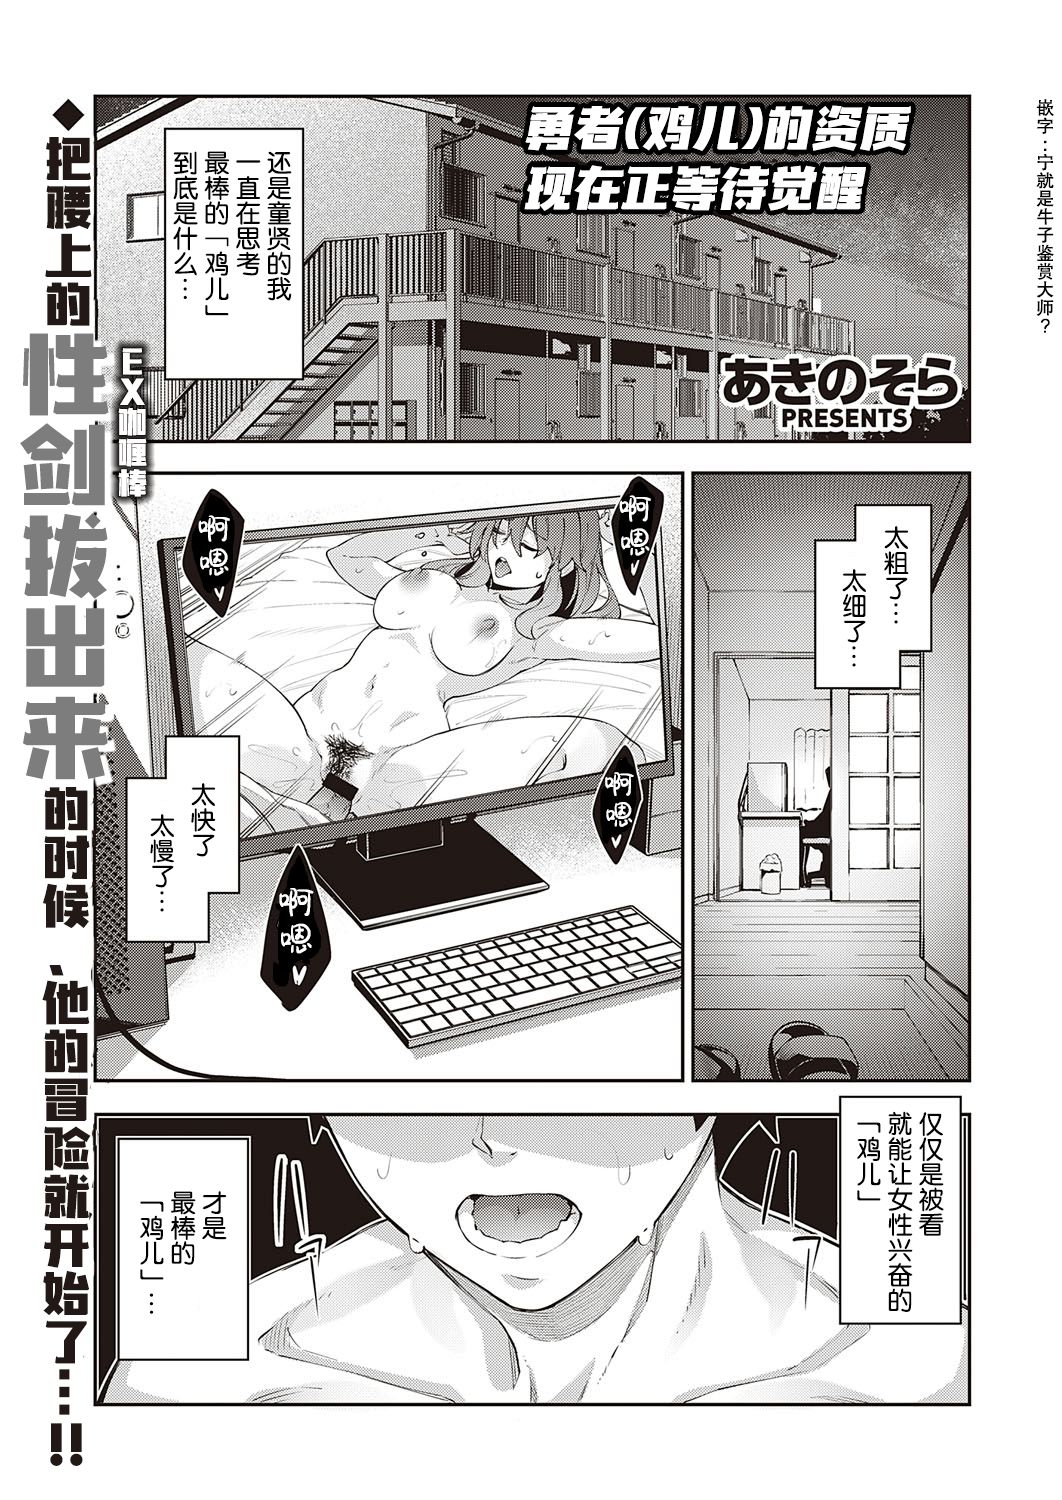 嵌字：宁就是牛子鉴赏大师？
勇者(鸡儿)的资质
现在正等待觉醒
还是童贤的我
一直在思考
最棒的「鸡儿」
到底是什么…
あきのそら
PRESENTS
◆把腰上的性剑拔出来的时候、他的冒险就开始了…!!
EX咖喱棒
太粗了…
太细了…
啊嗯♥
啊嗯♥
啊嗯♥
啊嗯♥
太快了
太慢了…
仅仅是被看
就能让女性兴奋的
「鸡儿」
才是
最棒的
「鸡儿」…